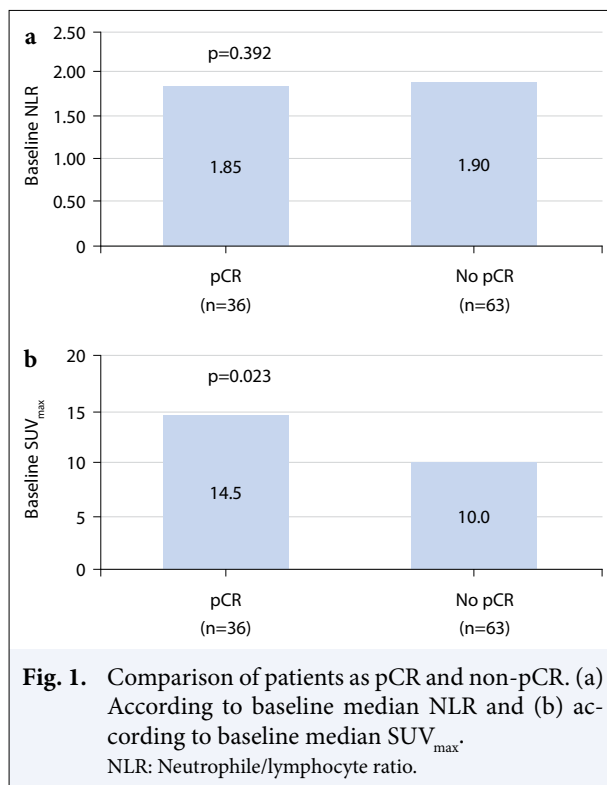 a
2.50
2.00
1.50
1.00
0.50
0
Baseline NLR
p=0.392
1.85
1.90
pCR
(n=36)
No pCR
(n=63)
b
20
15
10
5
0
Baseline SUVmax
p=0.023
14.5
10.0
pCR
(n=36)
No pCR
(n=63)
Fig. 1. Comparison of patients as pCR and non-pCR. (a)
According to baseline median NLR and (b) ac-
cording to baseline median SUVmax.
NLR: Neutrophile/lymphocyte ratio.